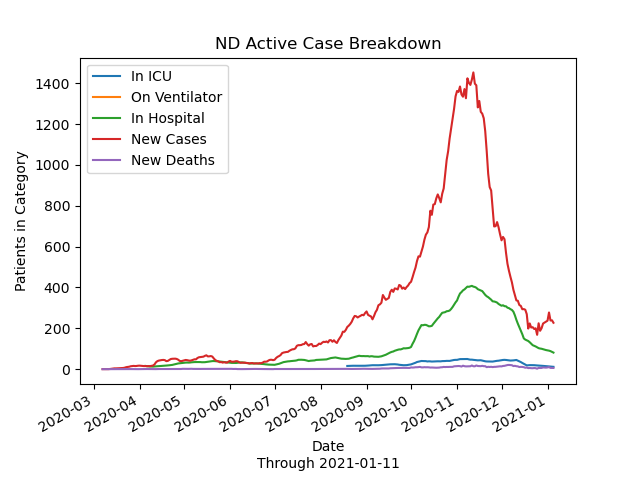 ND Active Case Breakdown
In ICU
On Ventilator
In Hospital
New Cases
New Deaths
Patients in Category
1400
1200
1000
800
600
400
200
0
2020-03
2020-04
2020-05
2020-06
2020-07
2020-08
2020-09
2020-10
2020-11
2020-12
2021-01
Date
Through 2021-01-11